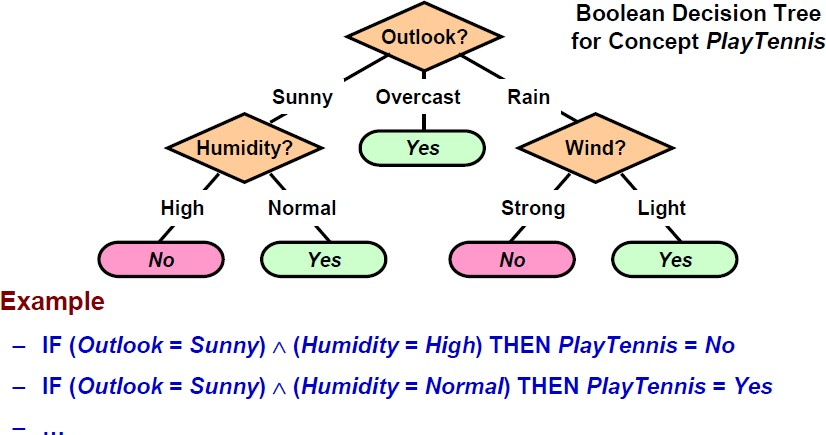 Boolean Decision Tree
for Concept PlayTennis
Outlook?
Sunny Overcast Rain
Humidity? Yes Wind?
High Normal Strong Light
No Yes No Yes
Example
– IF (Outlook = Sunny) ∧ (Humidity = High) THEN PlayTennis = No
– IF (Outlook = Sunny) ∧ (Humidity = Normal) THEN PlayTennis = Yes
– …